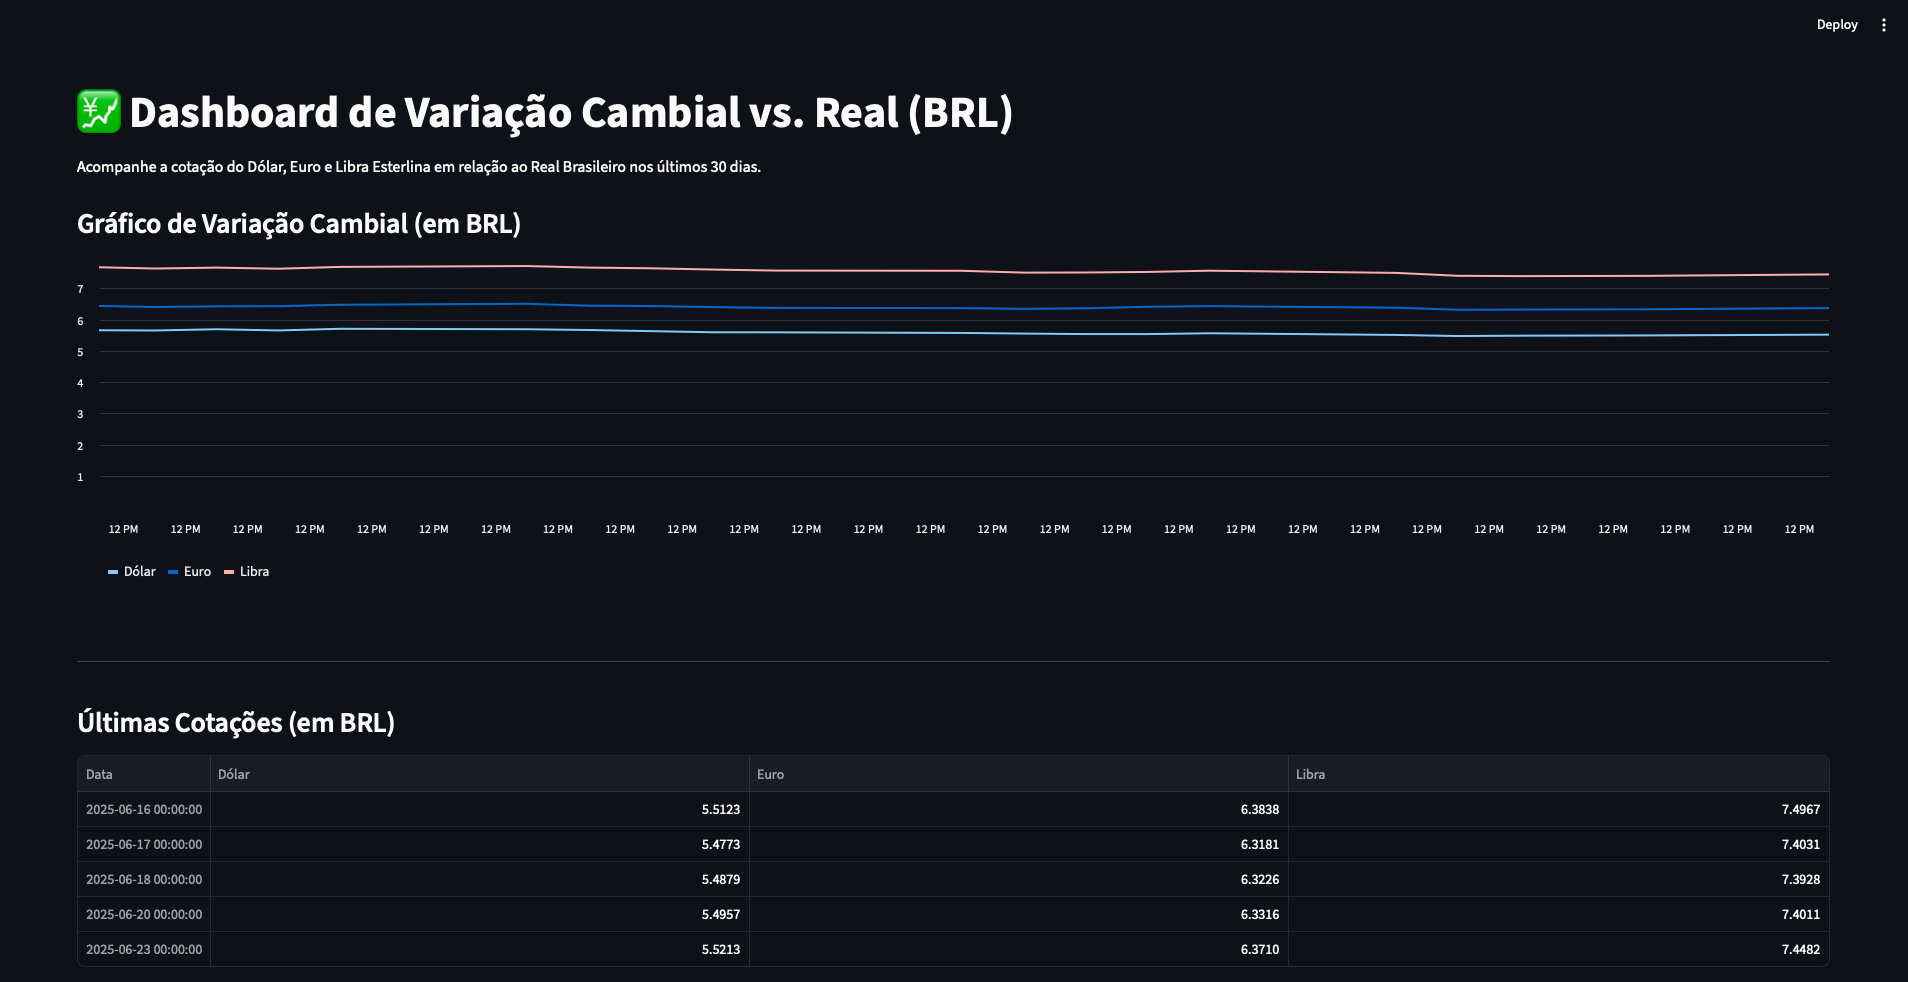 Deploy
Dashboard de Variação Cambial vs. Real (BRL)
Acompanhe a cotação do Dólar, Euro e Libra Esterlina em relação ao Real Brasileiro nos últimos 30 dias.
Gráfico de Variação Cambial (em BRL)
7
6
5
4
3
2
1
12 PM 12 PM 12 PM 12 PM 12 PM 12 PM 12 PM 12 PM 12 PM 12 PM 12 PM 12 PM 12 PM 12 PM 12 PM 12 PM 12 PM 12 PM 12 PM 12 PM 12 PM 12 PM 12 PM 12 PM 12 PM 12 PM 12 PM 12 PM
Dólar Euro Libra
Últimas Cotações (em BRL)
Data Dólar Euro Libra
2025-06-16 00:00:00 5.5123 6.3838 7.4967
2025-06-17 00:00:00 5.4773 6.3181 7.4031
2025-06-18 00:00:00 5.4879 6.3226 7.3928
2025-06-20 00:00:00 5.4957 6.3316 7.4011
2025-06-23 00:00:00 5.5213 6.3710 7.4482